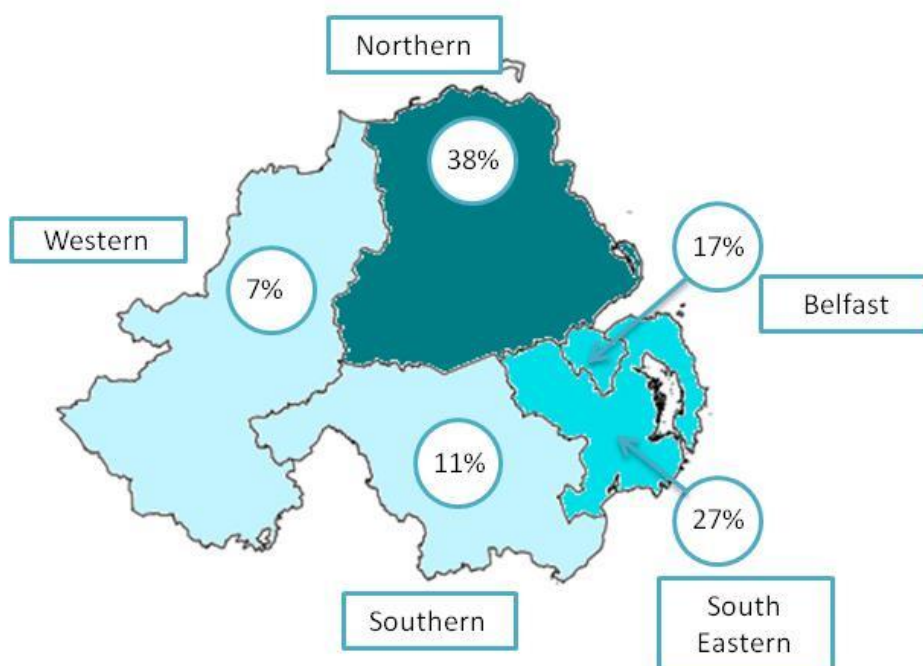 Northern
38%
Western
17%
7%
Belfast
11%
27%
Southern
South
Eastern